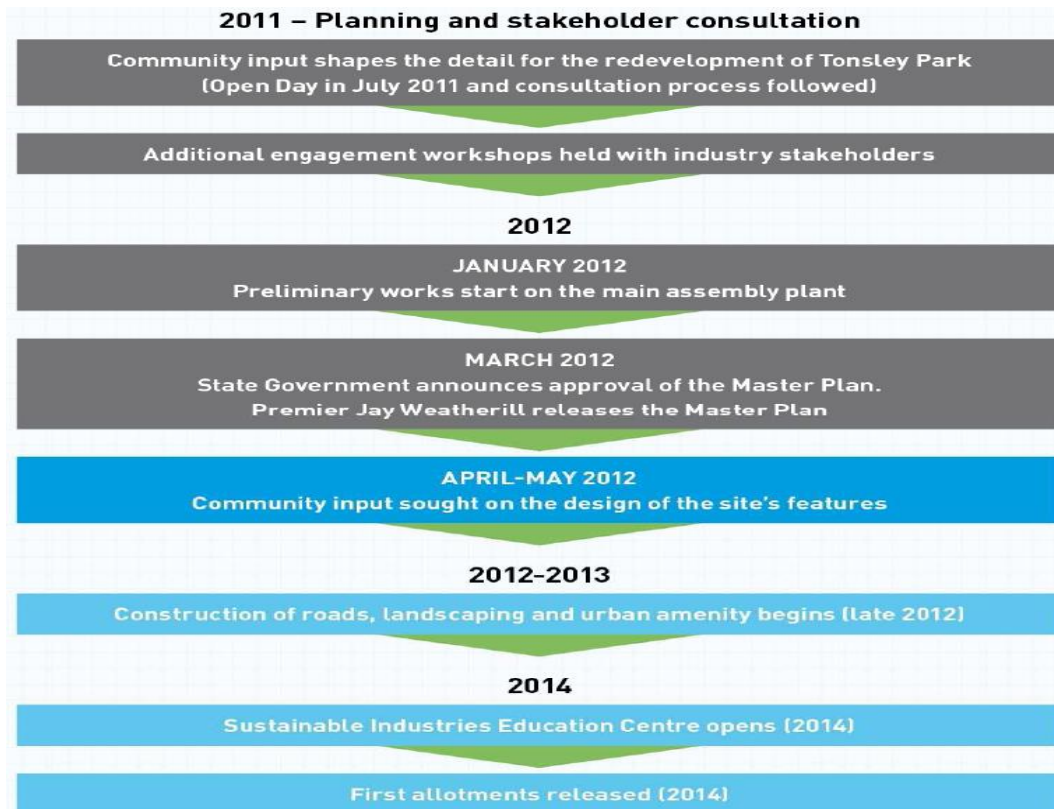 2011 – Planning and stakeholder consultation
Community input shapes the detail for the redevelopment of Tonsley Park
(Open Day in July 2011 and consultation process followed)
Additional engagement workshops held with industry stakeholders
2012
JANUARY 2012
Preliminary works start on the main assembly plant
MARCH 2012
State Government announces approval of the Master Plan.
Premier Jay Weatherill releases the Master Plan
APRIL-MAY 2012
Community input sought on the design of the site's features
2012-2013
Construction of roads, landscaping and urban amenity begins (late 2012)
2014
Sustainable Industries Education Centre opens (2014)
First allotments released (2014)